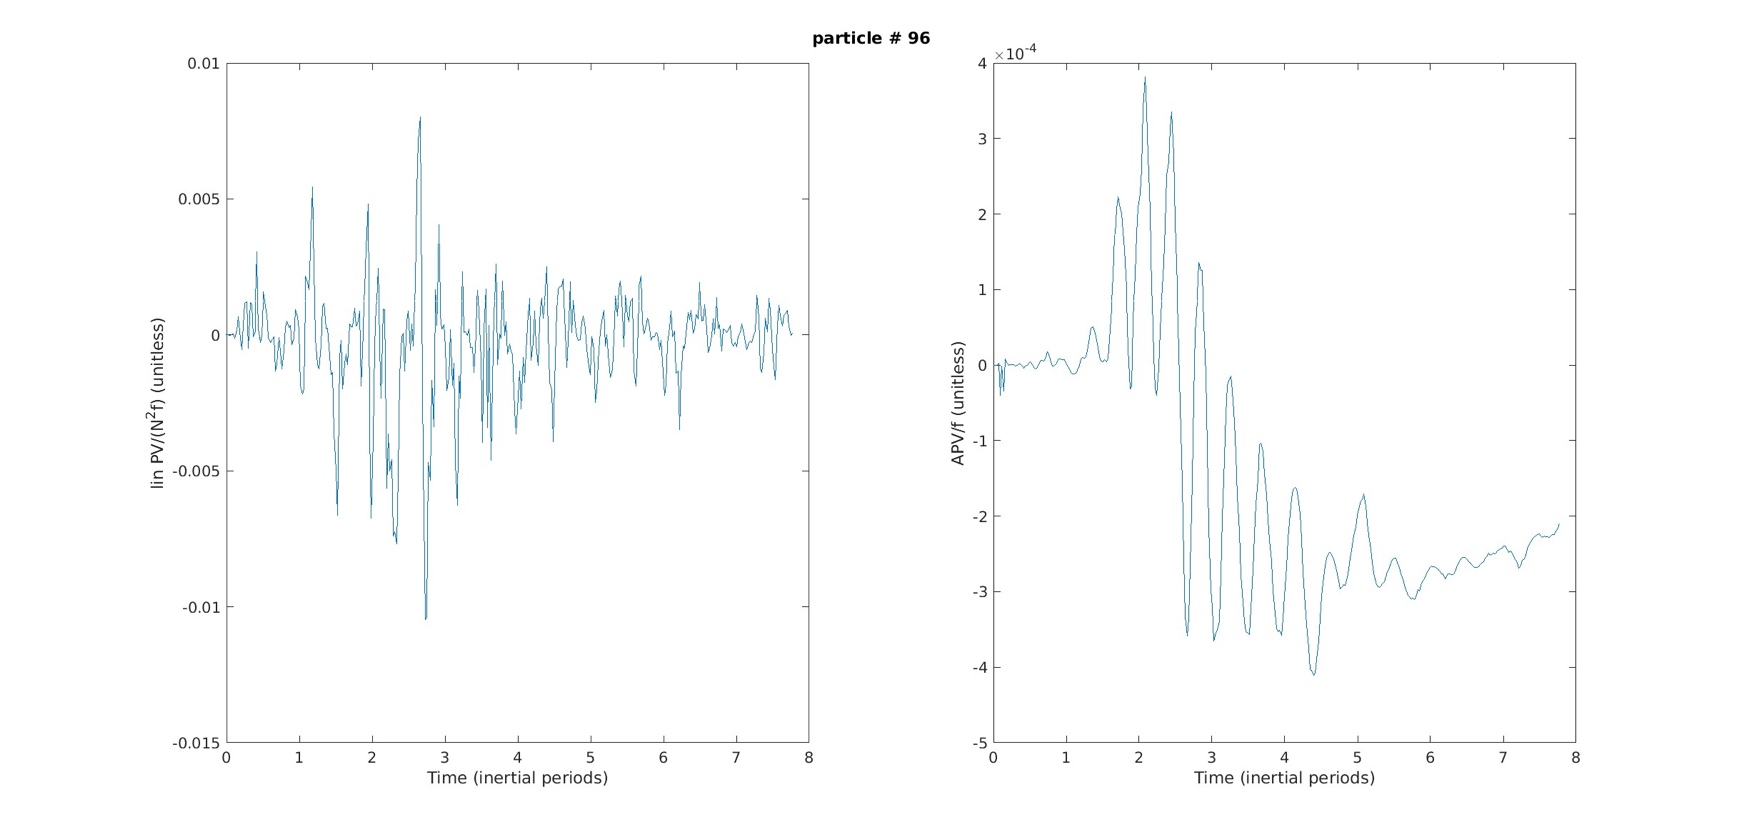 particle # 96
0.01
0.005
0
-0.005
-0.01
-0.015
lin PV/(N²f) (unitless)
0 1 2 3 4 5 6 7 8
Time (inertial periods)
×10⁻⁴
4
3
2
1
0
-1
-2
-3
-4
-5
APV/f (unitless)
0 1 2 3 4 5 6 7 8
Time (inertial periods)